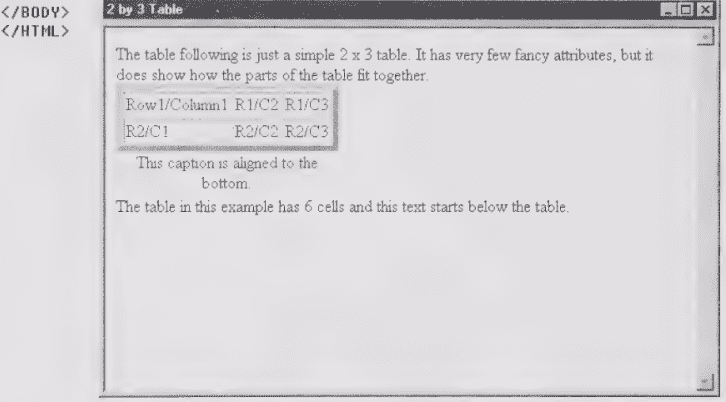 </BODY>
</HTML>
2 by 3 Table
The table following is just a simple 2 x 3 table. It has very few fancy attributes, but it
does show how the parts of the table fit together.
Row1/Column1 R1/C2 R1/C3
R2/C1 R2/C2 R2/C3
This caption is aligned to the
bottom.
The table in this example has 6 cells and this text starts below the table.